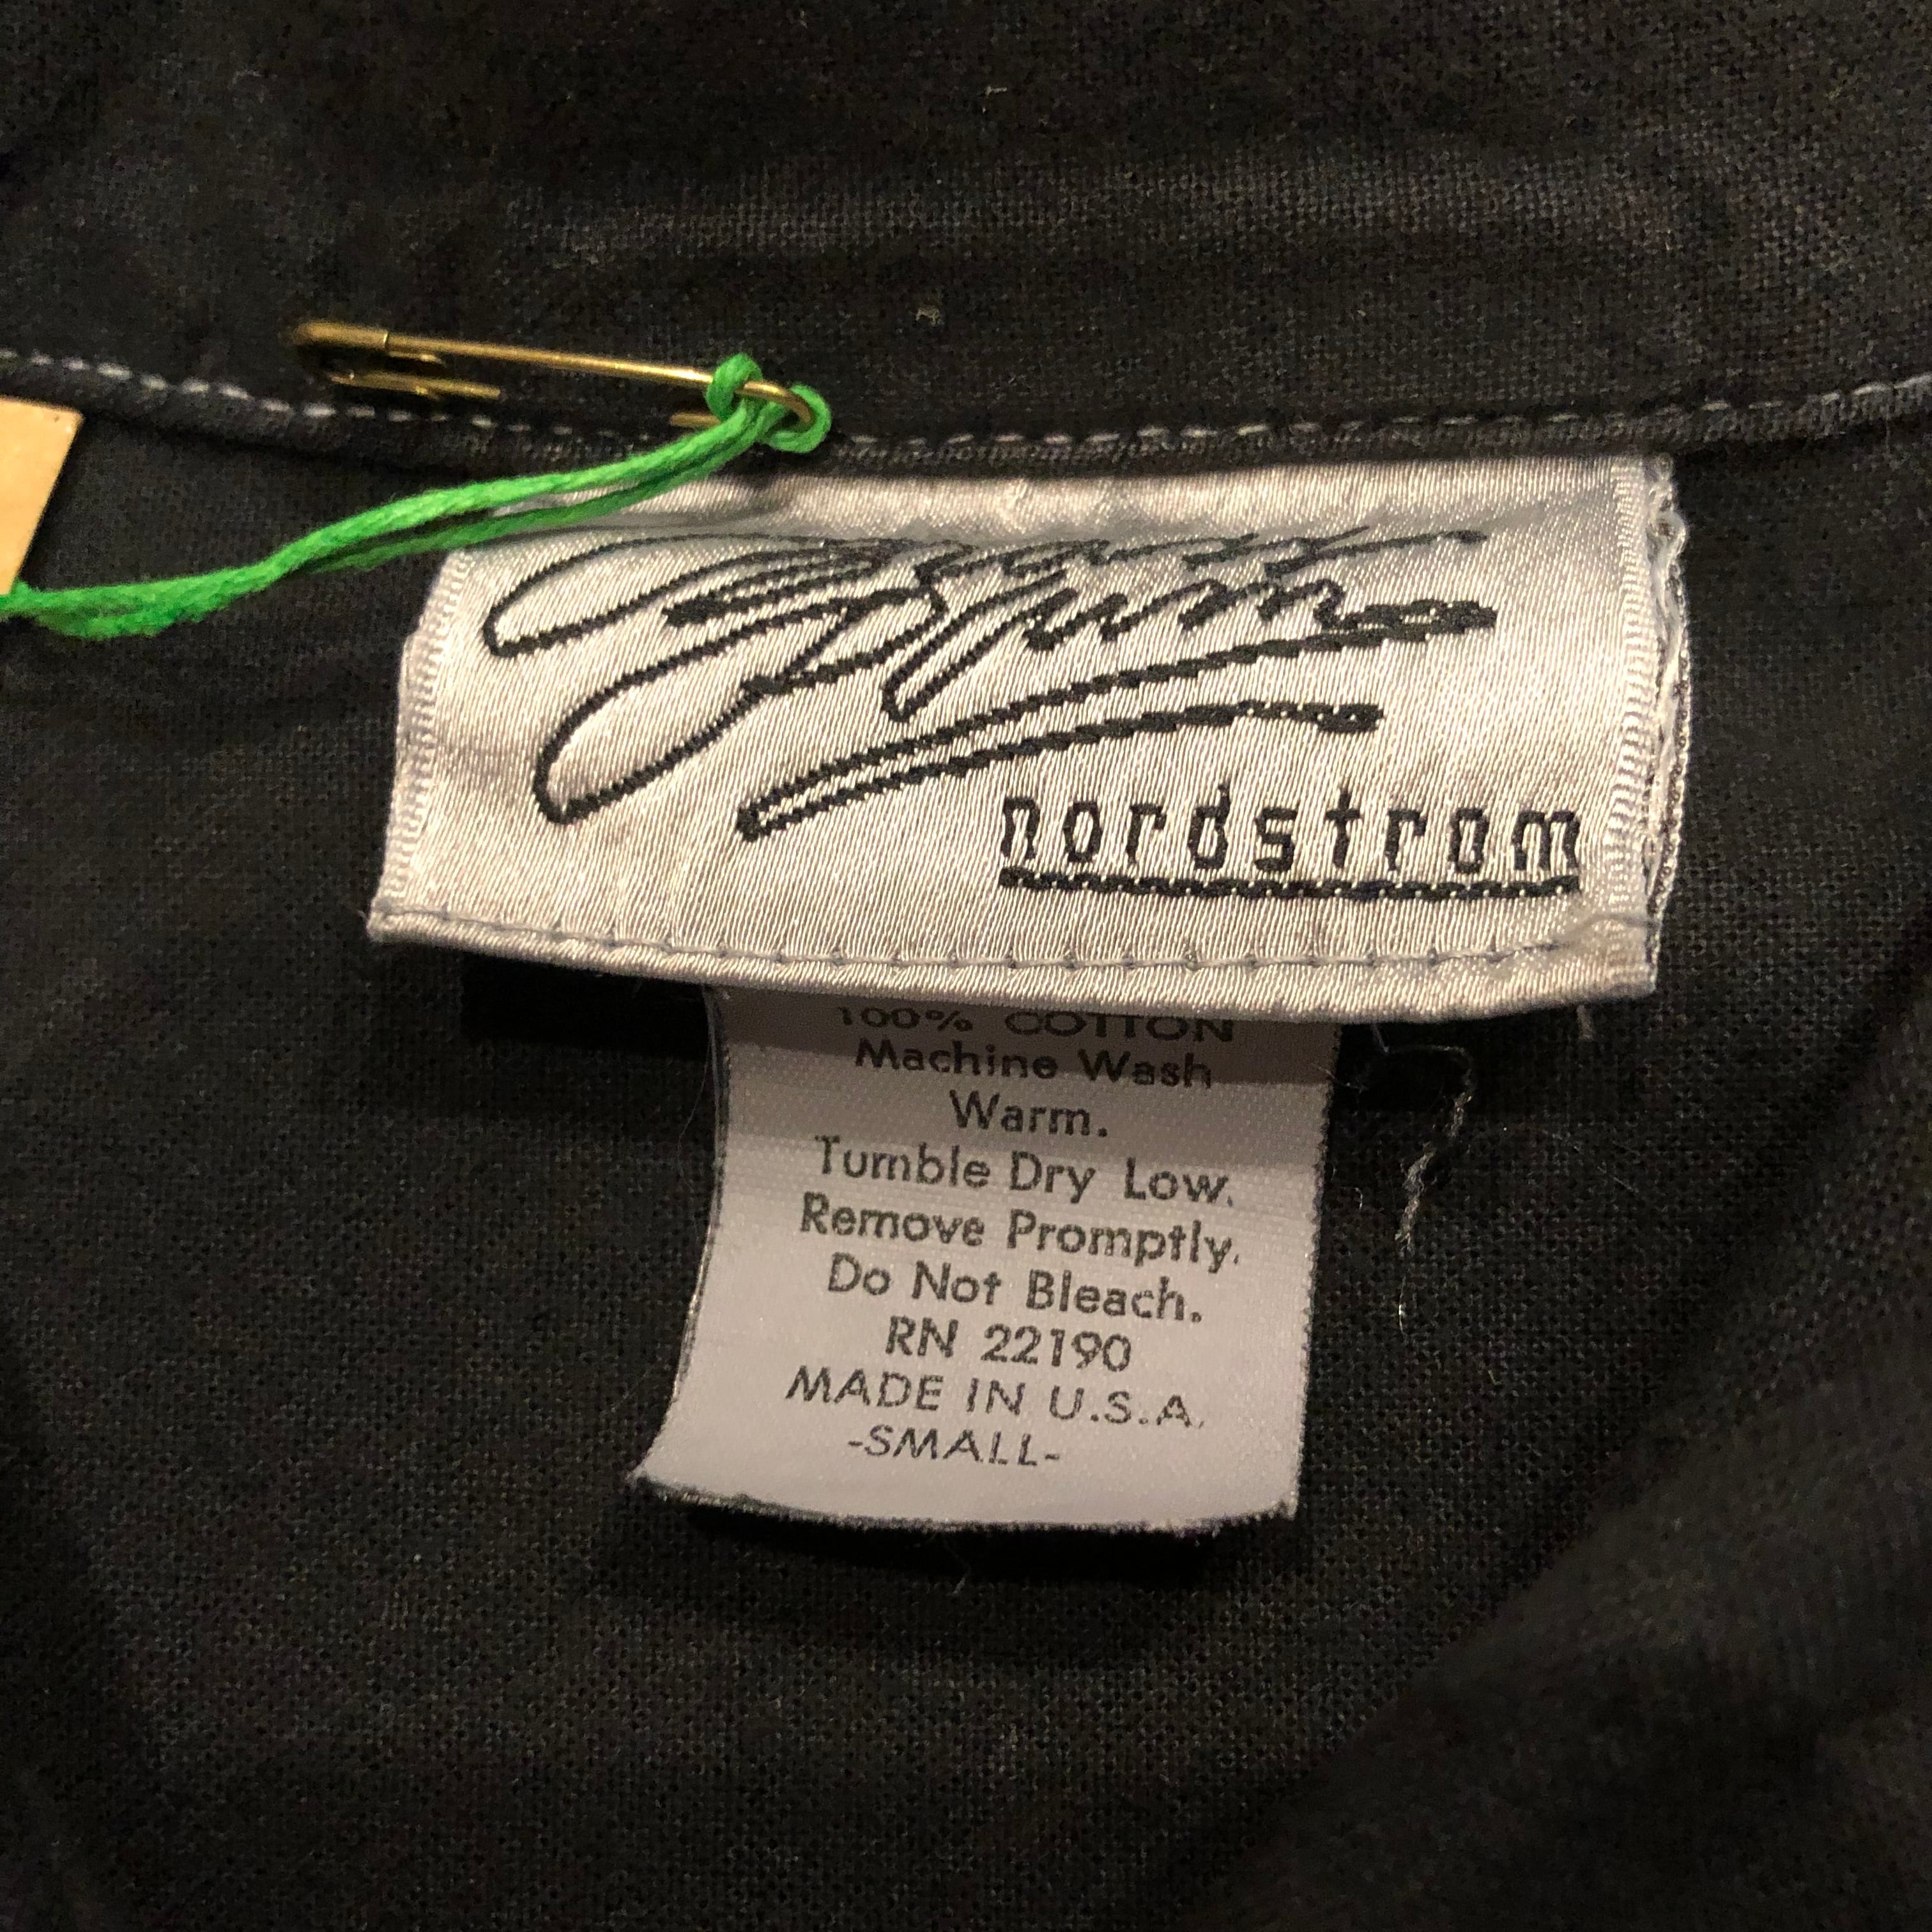 nordstrom
100% COTTON
Machine Wash
Warm.
Tumble Dry Low.
Remove Promptly.
Do Not Bleach.
RN 22190
MADE IN U.S.A.
-SMALL-